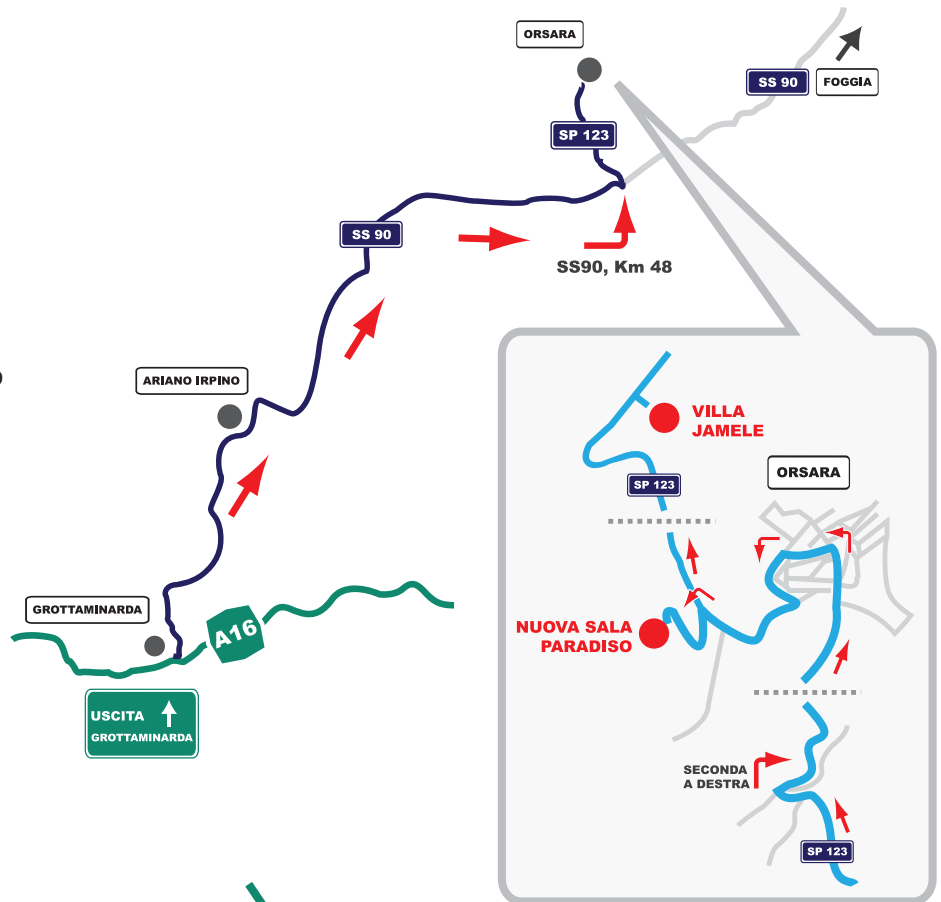 ORSARA
SS 90
FOGGIA
SP 123
SS 90
SS90, Km 48
ARIANO IRPINO
GROTTAMINARDA
A16
USCITA
GROTTAMINARDA
VILLA
JAMELE
SP 123
ORSARA
NUOVA SALA
PARADISO
SECONDA
A DESTRA
SP 123